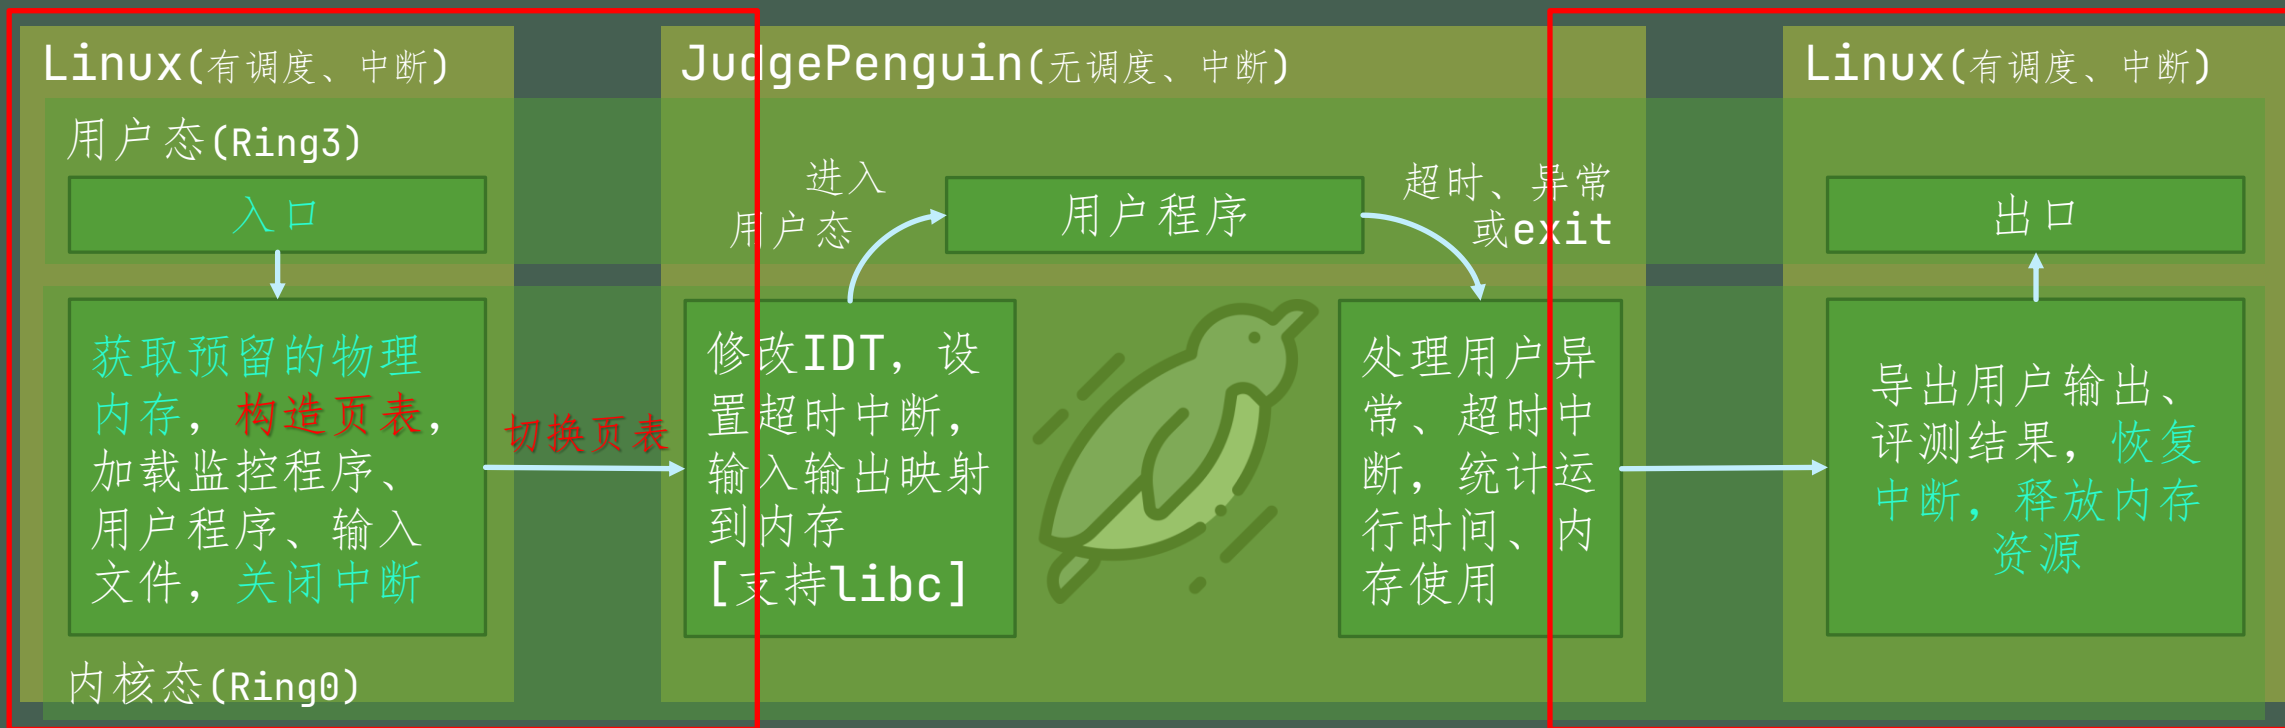 Linux(有调度、中断)
用户态(Ring3)
入口
获取预留的物理
内存，构造页表，
加载监控程序、
用户程序、输入
文件，关闭中断
内核态(Ring0)
切换页表
JudgePenguin(无调度、中断)
进入
用户态
用户程序
超时、异常
或exit
修改IDT，设
置超时中断，
输入输出映射
到内存
[支持libc]
处理用户异
常、超时中
断，统计运
行时间、内
存使用
Linux(有调度、中断)
出口
导出用户输出、
评测结果，恢复
中断，释放内存
资源